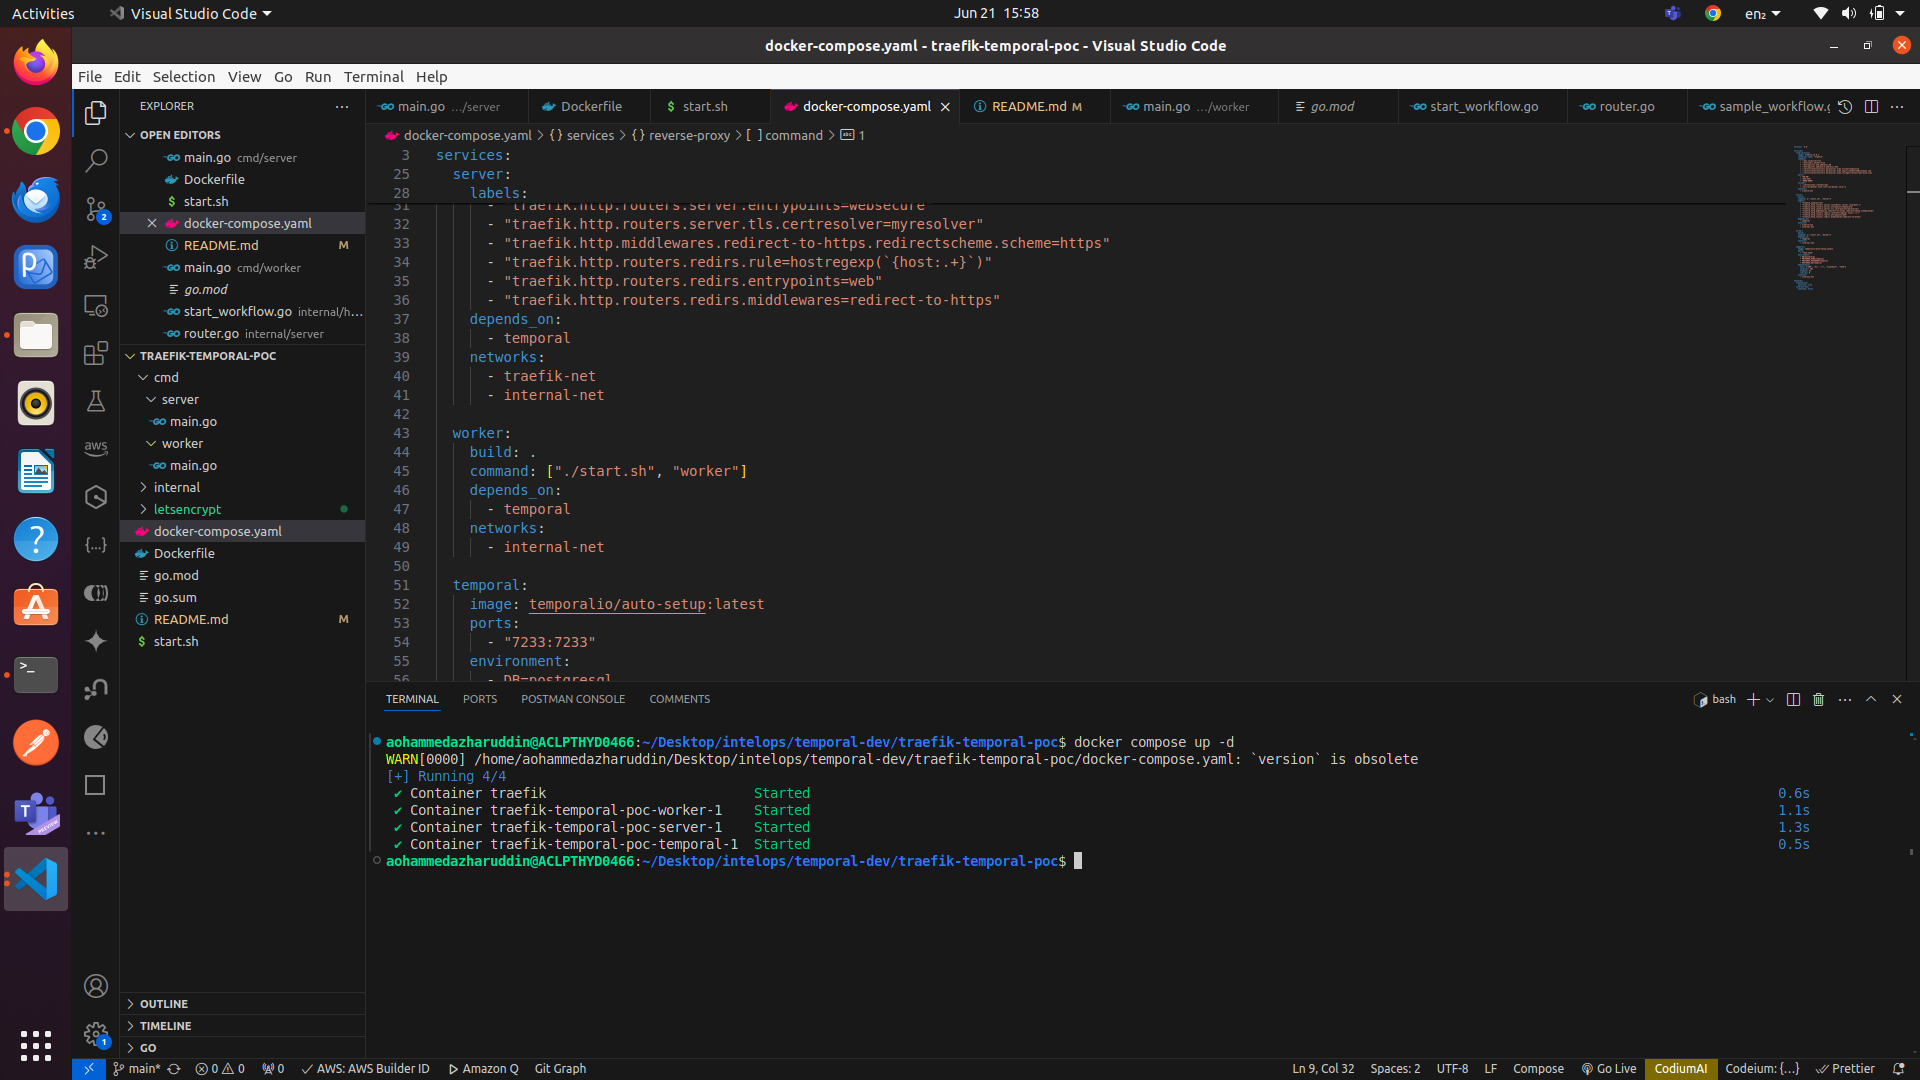 Activities
Visual Studio Code
Jun 21 15:58
en₂
docker-compose.yaml - traefik-temporal-poc - Visual Studio Code
File Edit Selection View Go Run Terminal Help
EXPLORER
OPEN EDITORS
main.go cmd/server
Dockerfile
start.sh
docker-compose.yaml
README.md M
main.go cmd/worker
go.mod
start_workflow.go internal/h...
router.go internal/server
TRAEFIK-TEMPORAL-POC
cmd
server
main.go
worker
main.go
internal
letsencrypt
docker-compose.yaml
Dockerfile
go.mod
go.sum
README.md M
start.sh
OUTLINE
TIMELINE
GO
main.go .../server
Dockerfile
start.sh
docker-compose.yaml
README.md M
main.go .../worker
go.mod
start_workflow.go
router.go
sample_workflow.g
docker-compose.yaml > {} services > {} reverse-proxy > [ ] command > 1
3 services:
25 server:
28 labels:
31 - "traefik.http.routers.server.entrypoints=websecure"
32 - "traefik.http.routers.server.tls.certresolver=myresolver"
33 - "traefik.http.middlewares.redirect-to-https.redirectscheme.scheme=https"
34 - "traefik.http.routers.redirs.rule=hostregexp(`{host:.+}`)"
35 - "traefik.http.routers.redirs.entrypoints=web"
36 - "traefik.http.routers.redirs.middlewares=redirect-to-https"
37 depends_on:
38 - temporal
39 networks:
40 - traefik-net
41 - internal-net
42
43 worker:
44 build: .
45 command: ["./start.sh", "worker"]
46 depends_on:
47 - temporal
48 networks:
49 - internal-net
50
51 temporal:
52 image: temporalio/auto-setup:latest
53 ports:
54 - "7233:7233"
55 environment:
56 - DB=postgresql
TERMINAL PORTS POSTMAN CONSOLE COMMENTS
bash
aohammedazharuddin@ACLPTHYD0466:~/Desktop/intelops/temporal-dev/traefik-temporal-poc$ docker compose up -d
WARN[0000] /home/aohammedazharuddin/Desktop/intelops/temporal-dev/traefik-temporal-poc/docker-compose.yaml: `version` is obsolete
[+] Running 4/4
✔ Container traefik Started 0.6s
✔ Container traefik-temporal-poc-worker-1 Started 1.1s
✔ Container traefik-temporal-poc-server-1 Started 1.3s
✔ Container traefik-temporal-poc-temporal-1 Started 0.5s
aohammedazharuddin@ACLPTHYD0466:~/Desktop/intelops/temporal-dev/traefik-temporal-poc$
aws
2
1
main* 0 0 0 AWS: AWS Builder ID Amazon Q Git Graph
Ln 9, Col 32 Spaces: 2 UTF-8 LF Compose Go Live CodiumAI Codeium: {...} Prettier